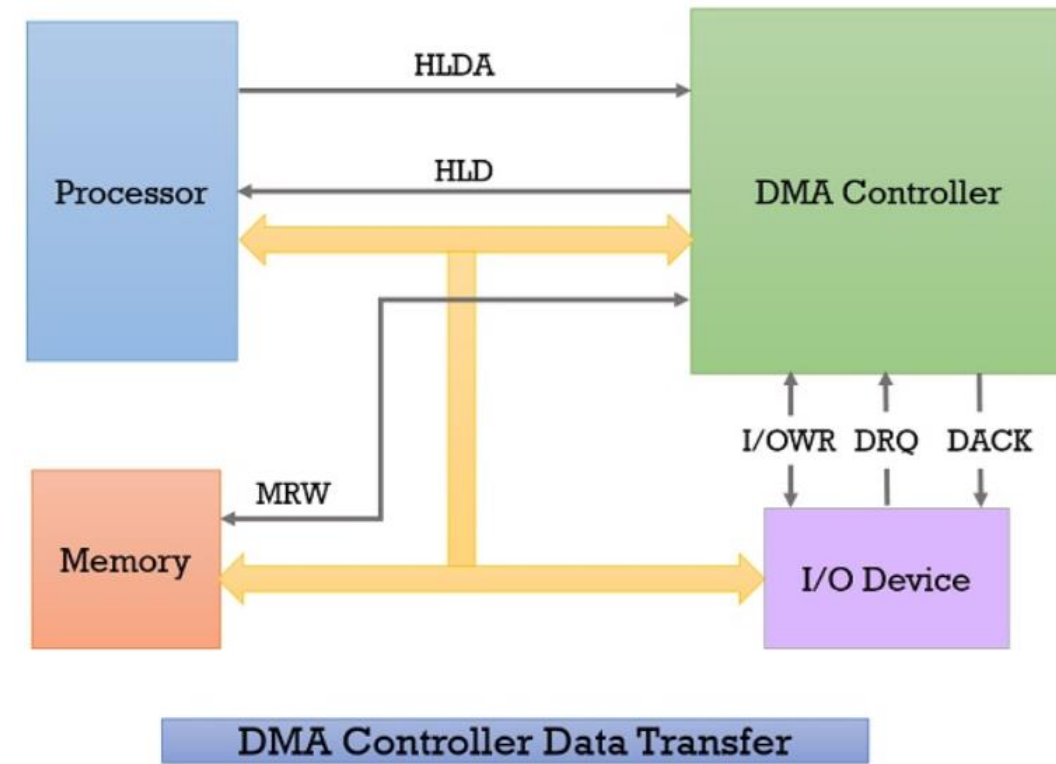 HLDA
HLD
Processor
DMA Controller
I/OWR DRQ DACK
MRW
Memory
I/O Device
DMA Controller Data Transfer